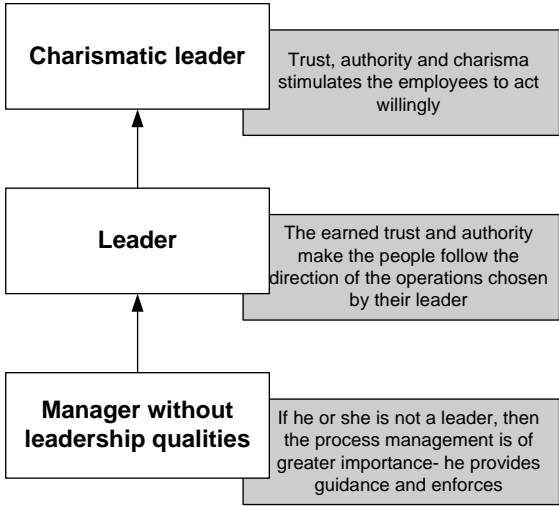 Charismatic leader
Trust, authority and charisma
stimulates the employees to act
willingly
Leader
The earned trust and authority
make the people follow the
direction of the operations chosen
by their leader
Manager without
leadership qualities
If he or she is not a leader, then
the process management is of
greater importance- he provides
guidance and enforces